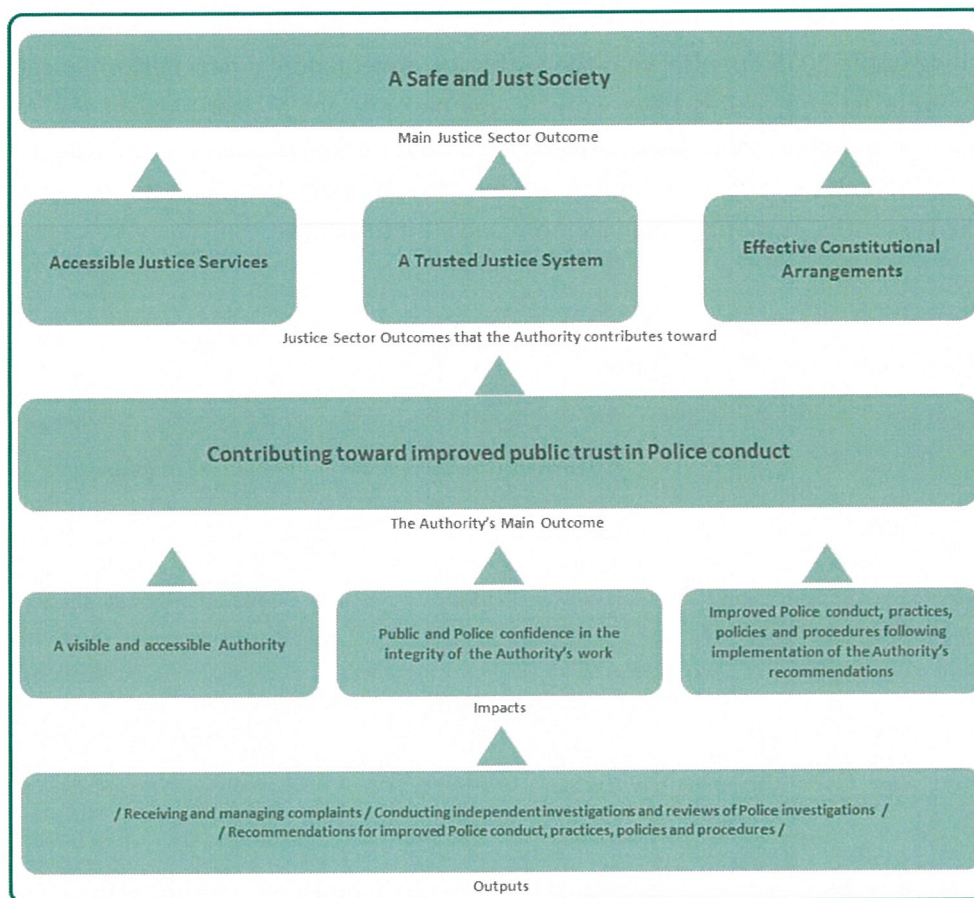 A Safe and Just Society
Main Justice Sector Outcome
Accessible Justice Services
A Trusted Justice System
Effective Constitutional
Arrangements
Justice Sector Outcomes that the Authority contributes toward
Contributing toward improved public trust in Police conduct
The Authority's Main Outcome
A visible and accessible Authority
Public and Police confidence in the
integrity of the Authority's work
Improved Police conduct, practices,
policies and procedures following
implementation of the Authority's
recommendations
Impacts
/ Receiving and managing complaints / Conducting independent investigations and reviews of Police investigations /
/ Recommendations for improved Police conduct, practices, policies and procedures /
Outputs